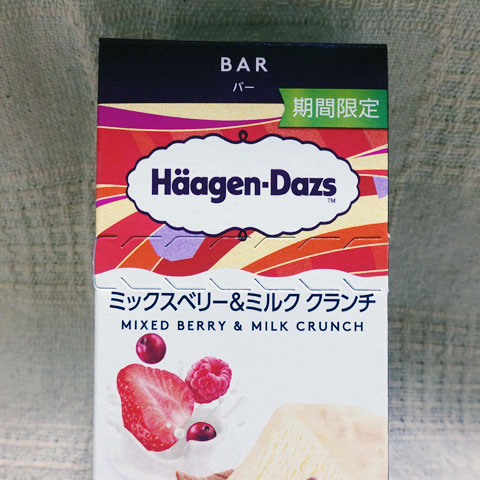 BAR
バー
期間限定
Häagen-Dazs
TM
ミックスベリー&ミルク クランチ
MIXED BERRY & MILK CRUNCH